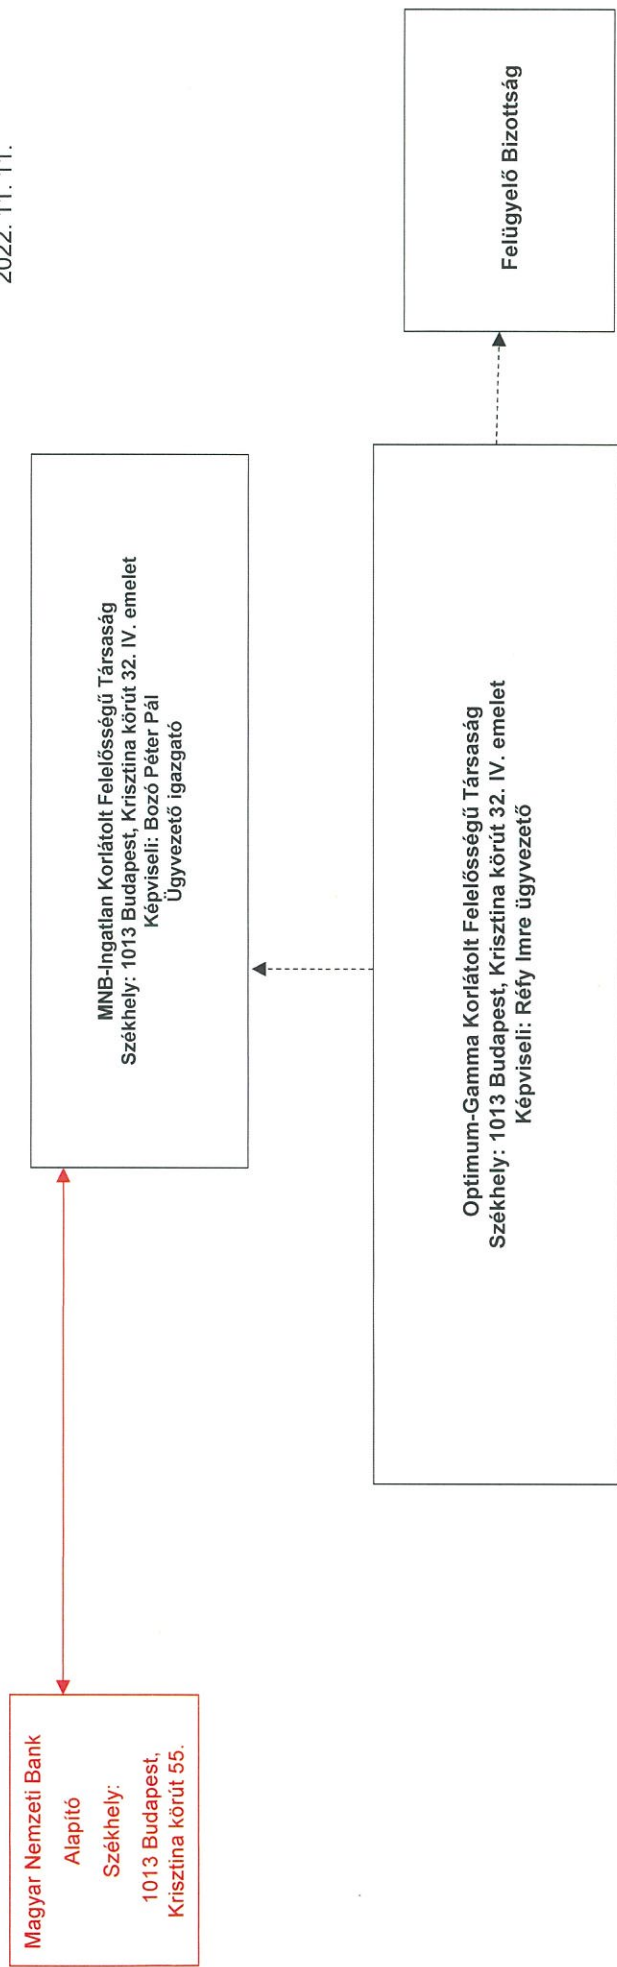 2022. 11. 11.
Magyar Nemzeti Bank
Alapító
Székhely:
1013 Budapest,
Krisztina körút 55.
MNB-Ingatlan Korlátolt Felelősségű Társaság
Székhely: 1013 Budapest, Krisztina körút 32. IV. emelet
Képviseli: Bozó Péter Pál
Ügyvezető igazgató
Optimum-Gamma Korlátolt Felelősségű Társaság
Székhely: 1013 Budapest, Krisztina körút 32. IV. emelet
Képviseli: Réfy Imre ügyvezető
Felügyelő Bizottság